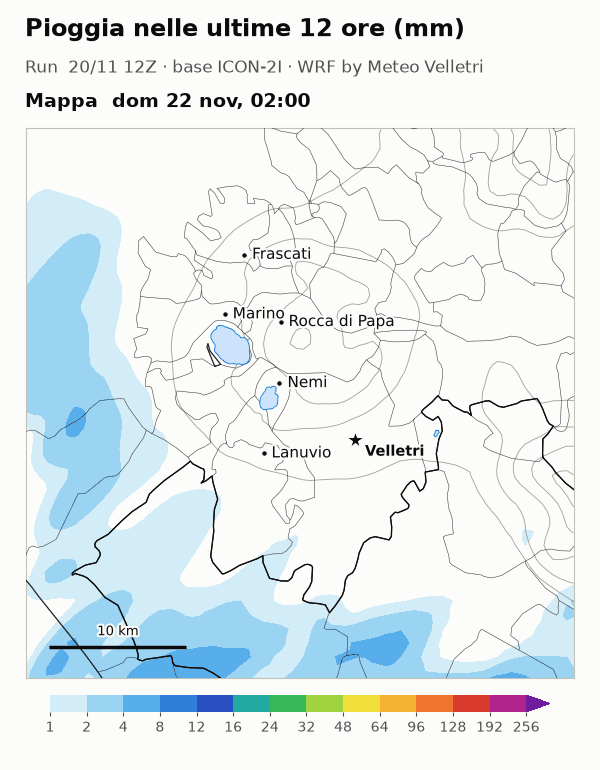 Pioggia nelle ultime 12 ore (mm)
Run  20/11 12Z · base ICON-2I · WRF by Meteo Velletri
Mappa  dom 22 nov, 02:00
Frascati
Marino
Rocca di Papa
Nemi
Velletri
Lanuvio
10 km
1 2 4 8 12 16 24 32 48 64 96 128 192 256